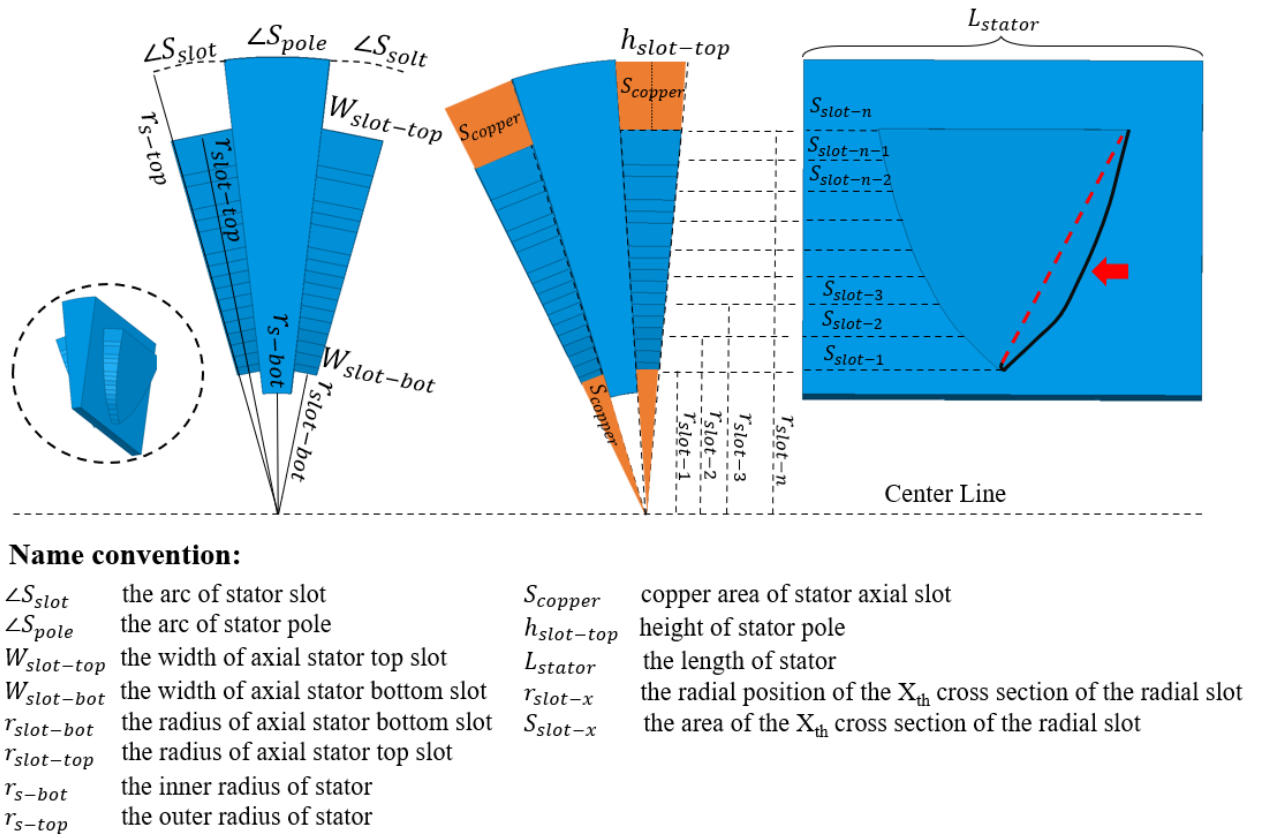 ∠S_slot
∠S_pole
∠S_solt
r_s−top
r_slot−top
W_slot−top
r_s−bot
W_slot−bot
r_slot−bot
h_slot−top
S_copper
S_copper
S_copper
r_slot−1
r_slot−2
r_slot−3
r_slot−n
L_stator
S_slot−n
S_slot−n−1
S_slot−n−2
S_slot−3
S_slot−2
S_slot−1
Center Line
Name convention:
∠S_slot the arc of stator slot
∠S_pole the arc of stator pole
W_slot−top the width of axial stator top slot
W_slot−bot the width of axial stator bottom slot
r_slot−bot the radius of axial stator bottom slot
r_slot−top the radius of axial stator top slot
r_s−bot the inner radius of stator
r_s−top the outer radius of stator
S_copper copper area of stator axial slot
h_slot−top height of stator pole
L_stator the length of stator
r_slot−x the radial position of the X_th cross section of the radial slot
S_slot−x the area of the X_th cross section of the radial slot